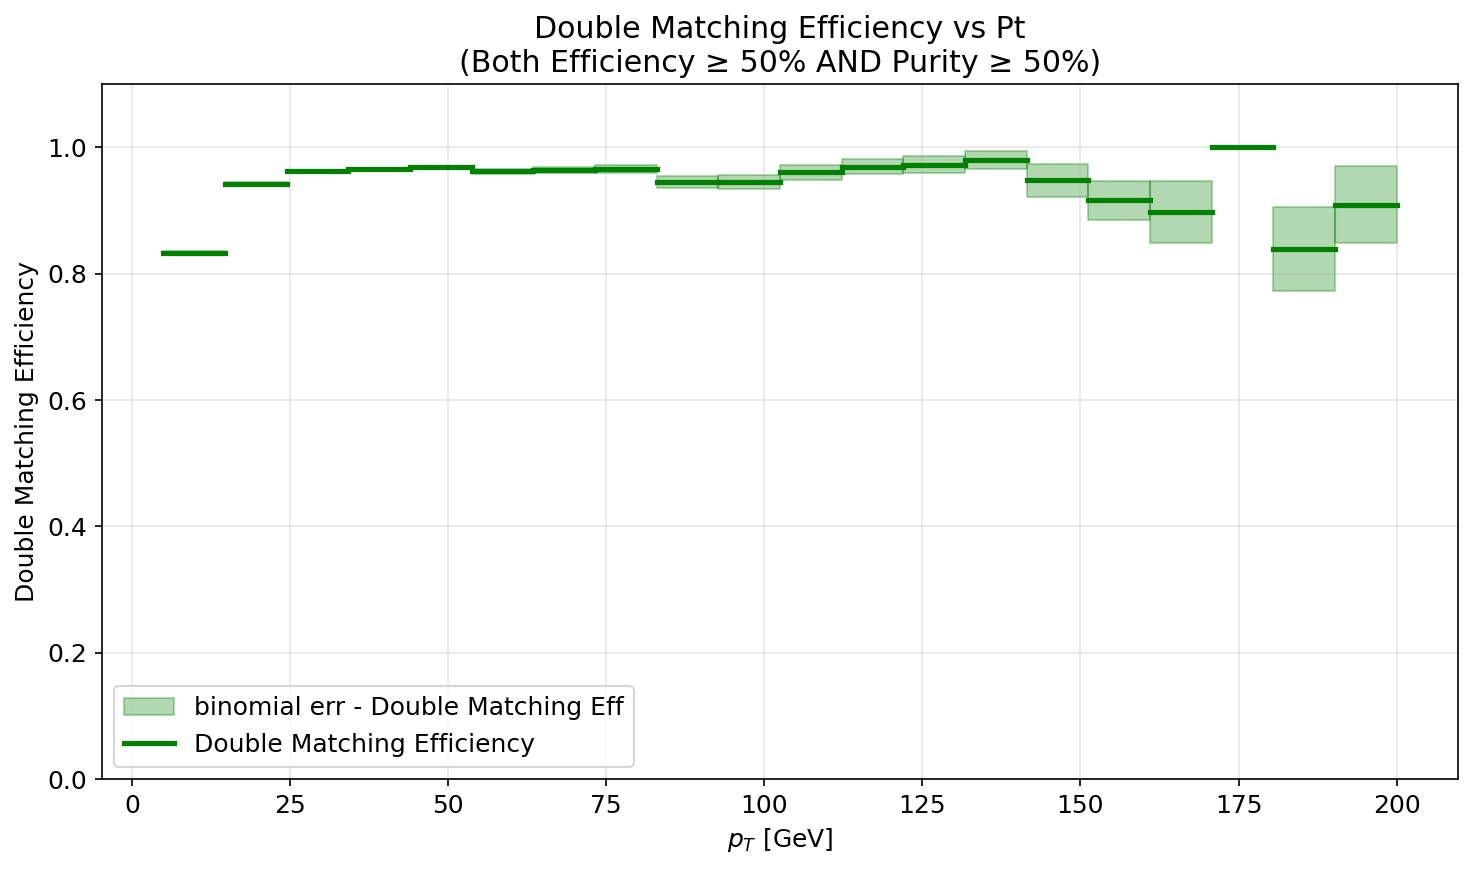 Double Matching Efficiency vs Pt
(Both Efficiency ≥ 50% AND Purity ≥ 50%)
Double Matching Efficiency
1.0
0.8
0.6
0.4
0.2
0.0
binomial err - Double Matching Eff
Double Matching Efficiency
0 25 50 75 100 125 150 175 200
p_T [GeV]